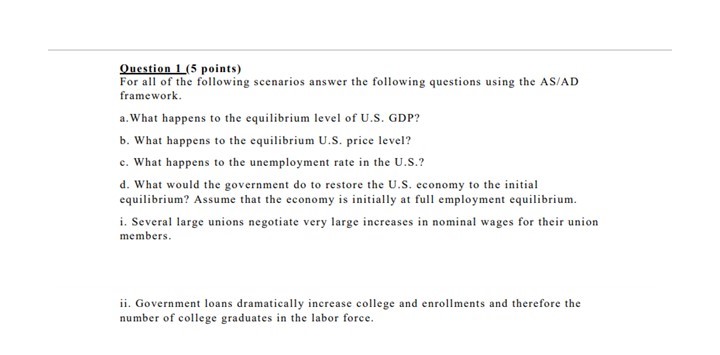 Question 1 (5 points)
For all of the following scenarios answer the following questions using the AS/AD
framework.
a.What happens to the equilibrium level of U.S. GDP?
b. What happens to the equilibrium U.S. price level?
c. What happens to the unemployment rate in the U.S.?
d. What would the government do to restore the U.S. economy to the initial
equilibrium? Assume that the economy is initially at full employment equilibrium.
i. Several large unions negotiate very large increases in nominal wages for their union
members.
ii. Government loans dramatically increase college and enrollments and therefore the
number of college graduates in the labor force.